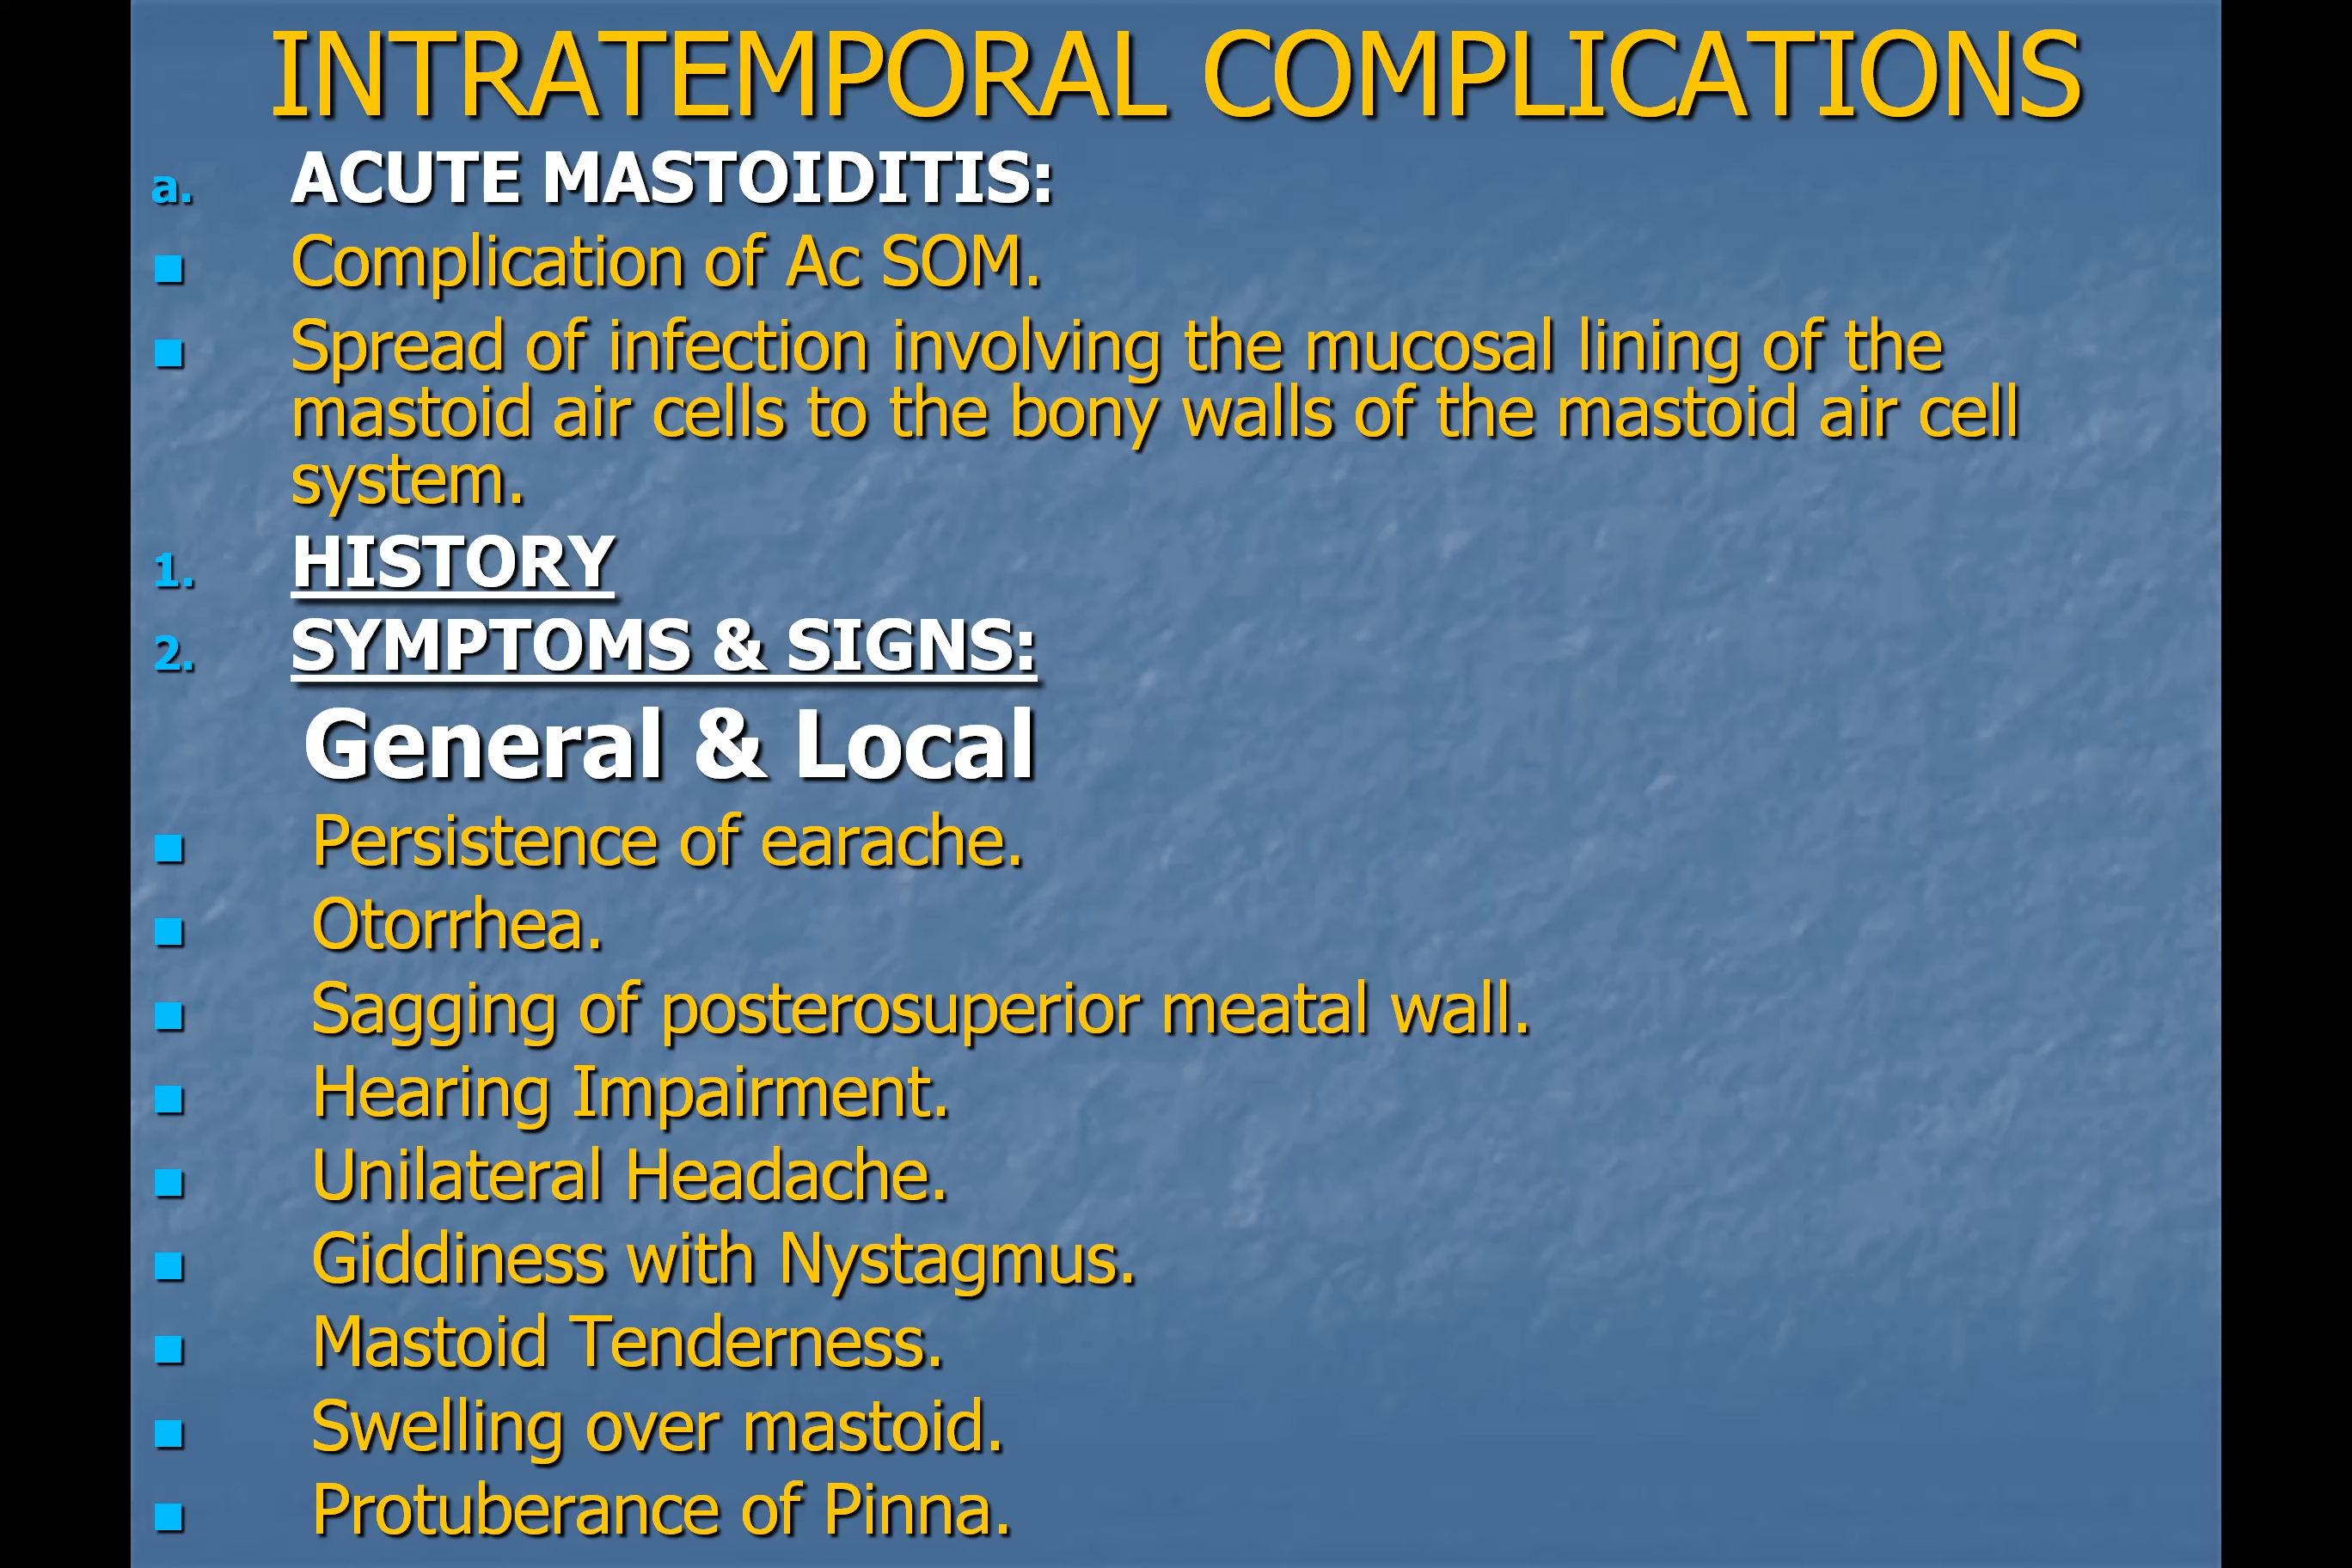 INTRATEMPORAL COMPLICATIONS
a. ACUTE MASTOIDITIS:
■ Complication of Ac SOM.
■ Spread of infection involving the mucosal lining of the
mastoid air cells to the bony walls of the mastoid air cell
system.
1. HISTORY
2. SYMPTOMS & SIGNS:
General & Local
■ Persistence of earache.
■ Otorrhea.
■ Sagging of posterosuperior meatal wall.
■ Hearing Impairment.
■ Unilateral Headache.
■ Giddiness with Nystagmus.
■ Mastoid Tenderness.
■ Swelling over mastoid.
■ Protuberance of Pinna.